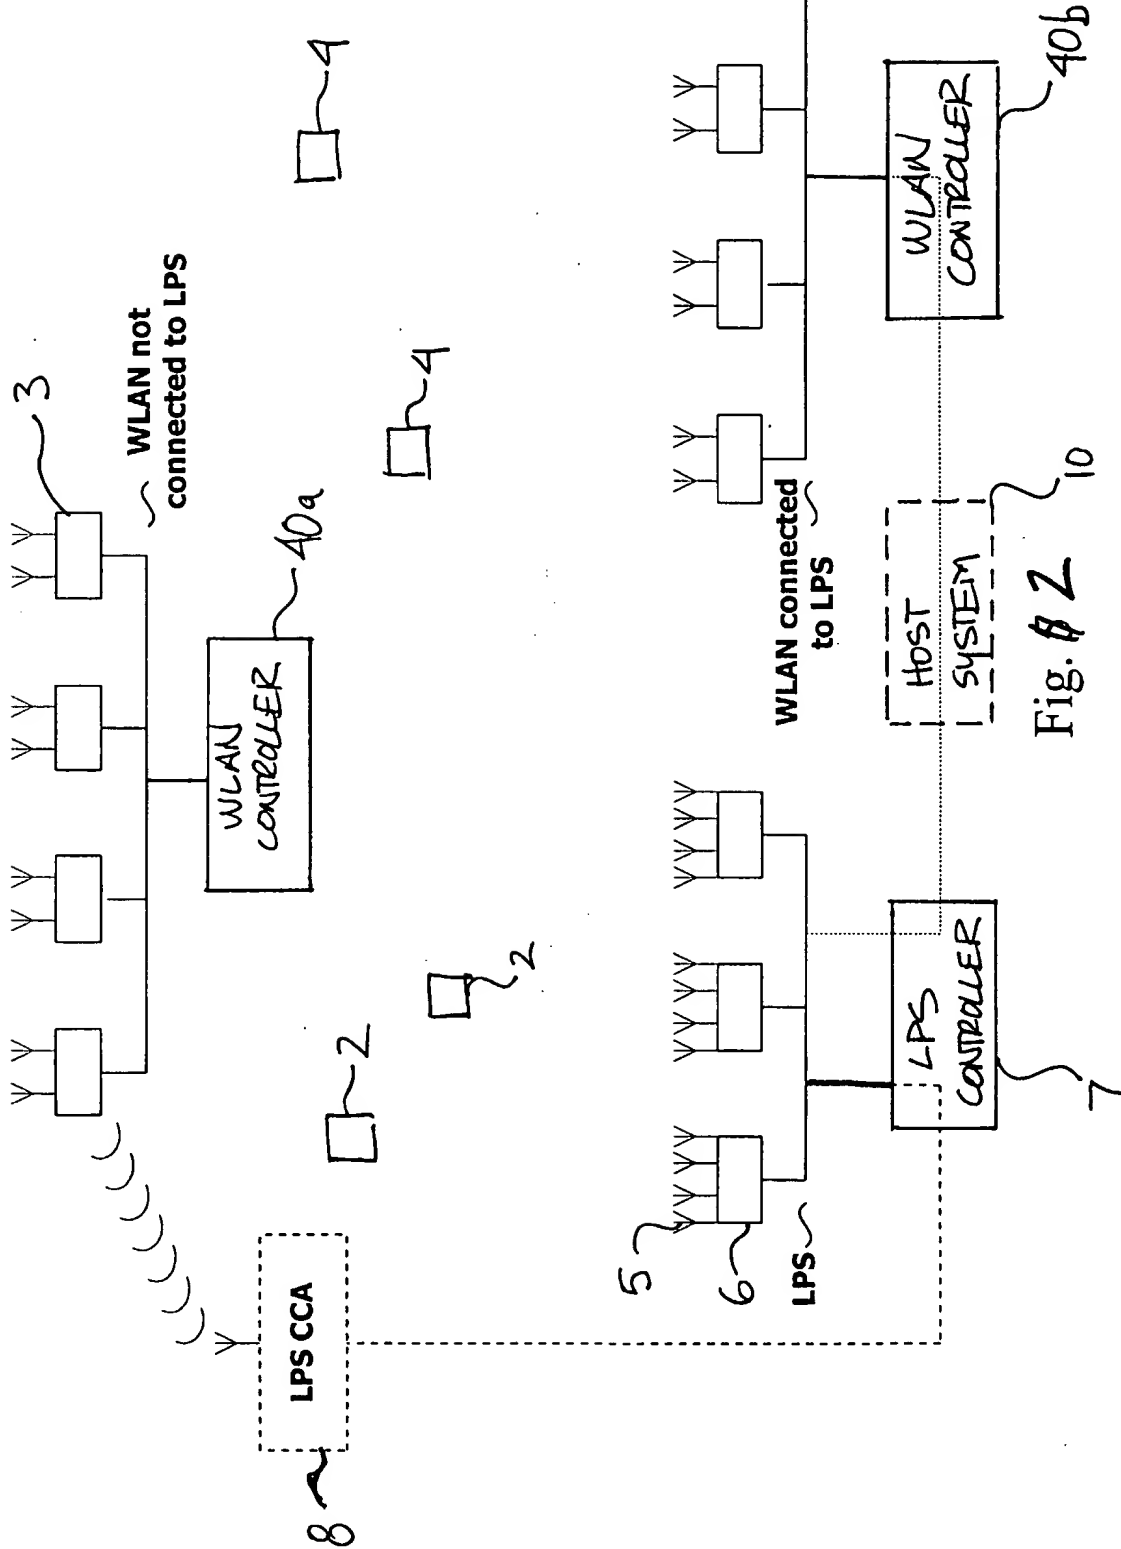 3
WLAN not
connected to LPS
4
WLAN
CONTROLLER
40a
4
2
2
8
LPS CCA
5
6
LPS
LPS
CONTROLLER
7
WLAN connected
to LPS
HOST
SYSTEM
10
WLAN
CONTROLLER
40b
Fig. 2